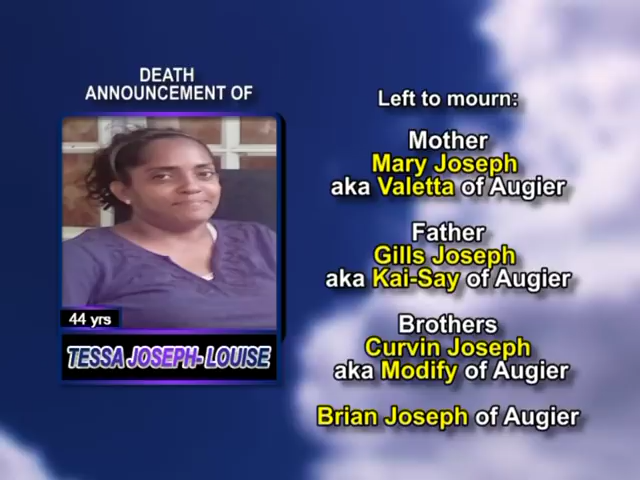 DEATH
ANNOUNCEMENT OF
44 yrs
TESSA JOSEPH- LOUISE
Left to mourn:
Mother
Mary Joseph
aka Valetta of Augier
Father
Gills Joseph
aka Kai-Say of Augier
Brothers
Curvin Joseph
aka Modify of Augier
Brian Joseph of Augier